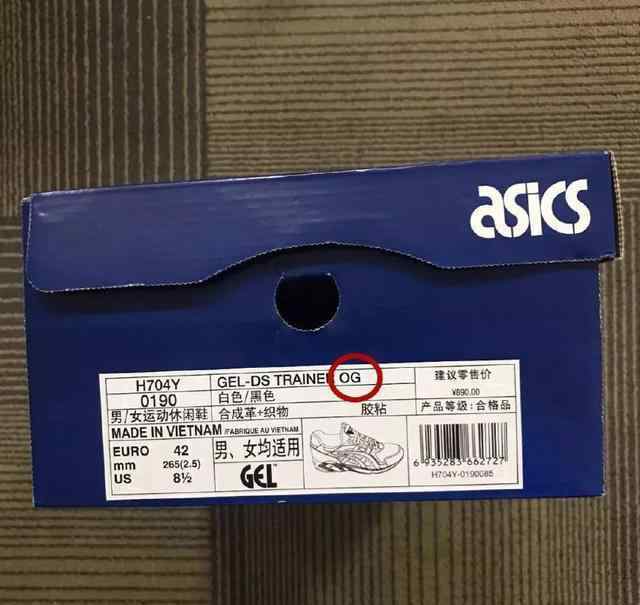 asics
H704Y GEL-DS TRAINER OG 建议零售价
0190 白色/黑色 ¥890.00
男/女运动休闲鞋 合成革+织物 胶粘 产品等级:合格品
MADE IN VIETNAM /FABRIQUE AU VIETNAM
EURO 42 男、女均适用
mm 265(2.5)
US 8½ GEL
6 935283 662727
H704Y-0190085